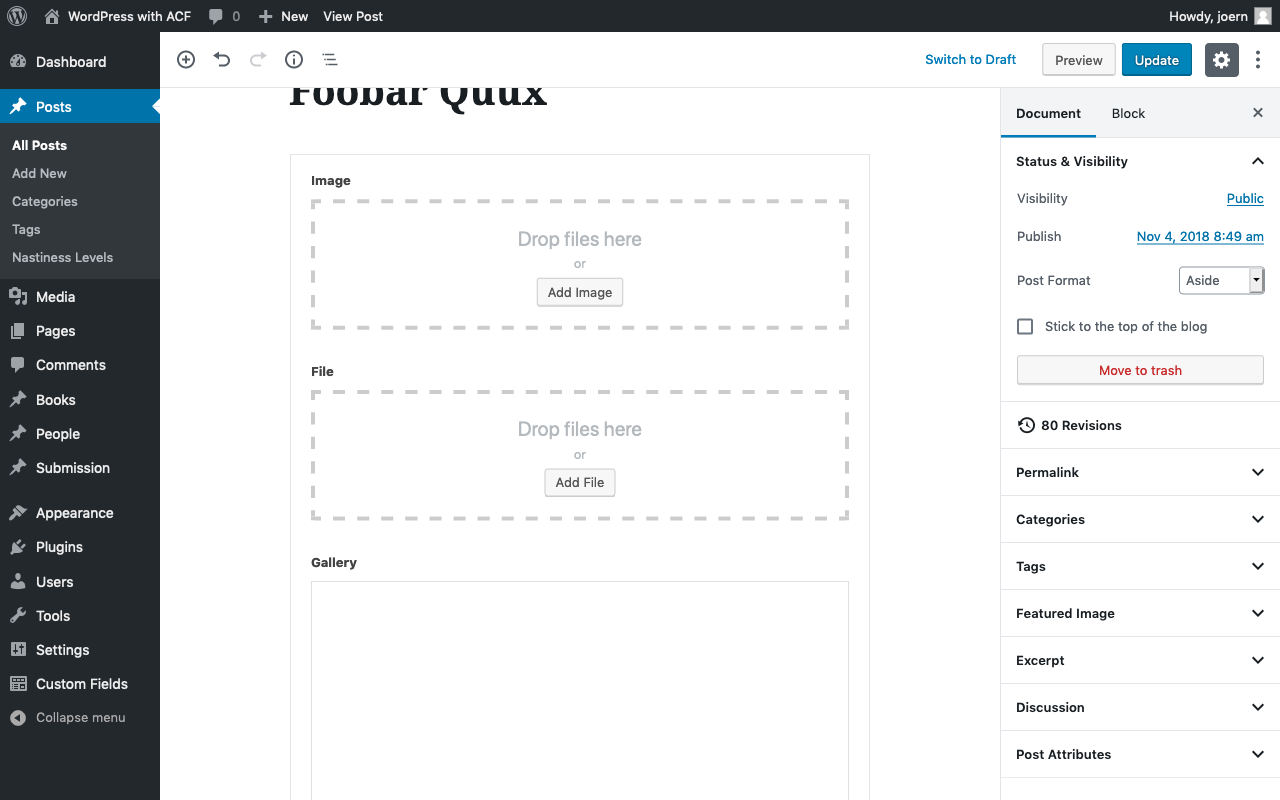 WordPress with ACF 0 New View Post Howdy, joern
Dashboard
Posts
All Posts
Add New
Categories
Tags
Nastiness Levels
Media
Pages
Comments
Books
People
Submission
Appearance
Plugins
Users
Tools
Settings
Custom Fields
Collapse menu
Switch to Draft Preview Update
Foobar Quux
Image
Drop files here
or
Add Image
File
Drop files here
or
Add File
Gallery
Document Block
Status & Visibility
Visibility Public
Publish Nov 4, 2018 8:49 am
Post Format Aside
Stick to the top of the blog
Move to trash
80 Revisions
Permalink
Categories
Tags
Featured Image
Excerpt
Discussion
Post Attributes